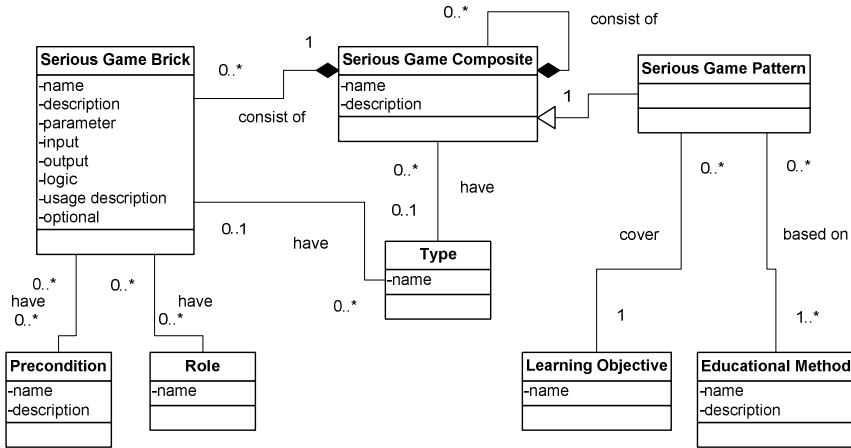 0..*
consist of
1
Serious Game Brick
0..*
Serious Game Composite
Serious Game Pattern
-name
-description
-parameter
-input
-output
-logic
-usage description
-optional
-name
-description
1
consist of
0..*
0..*
0..*
have
0..1
0..1
have
cover
based on
Type
-name
0..*
0..*
have
0..*
0..*
have
0..*
1
1..*
Precondition
-name
-description
Role
-name
Learning Objective
-name
Educational Method
-name
-description